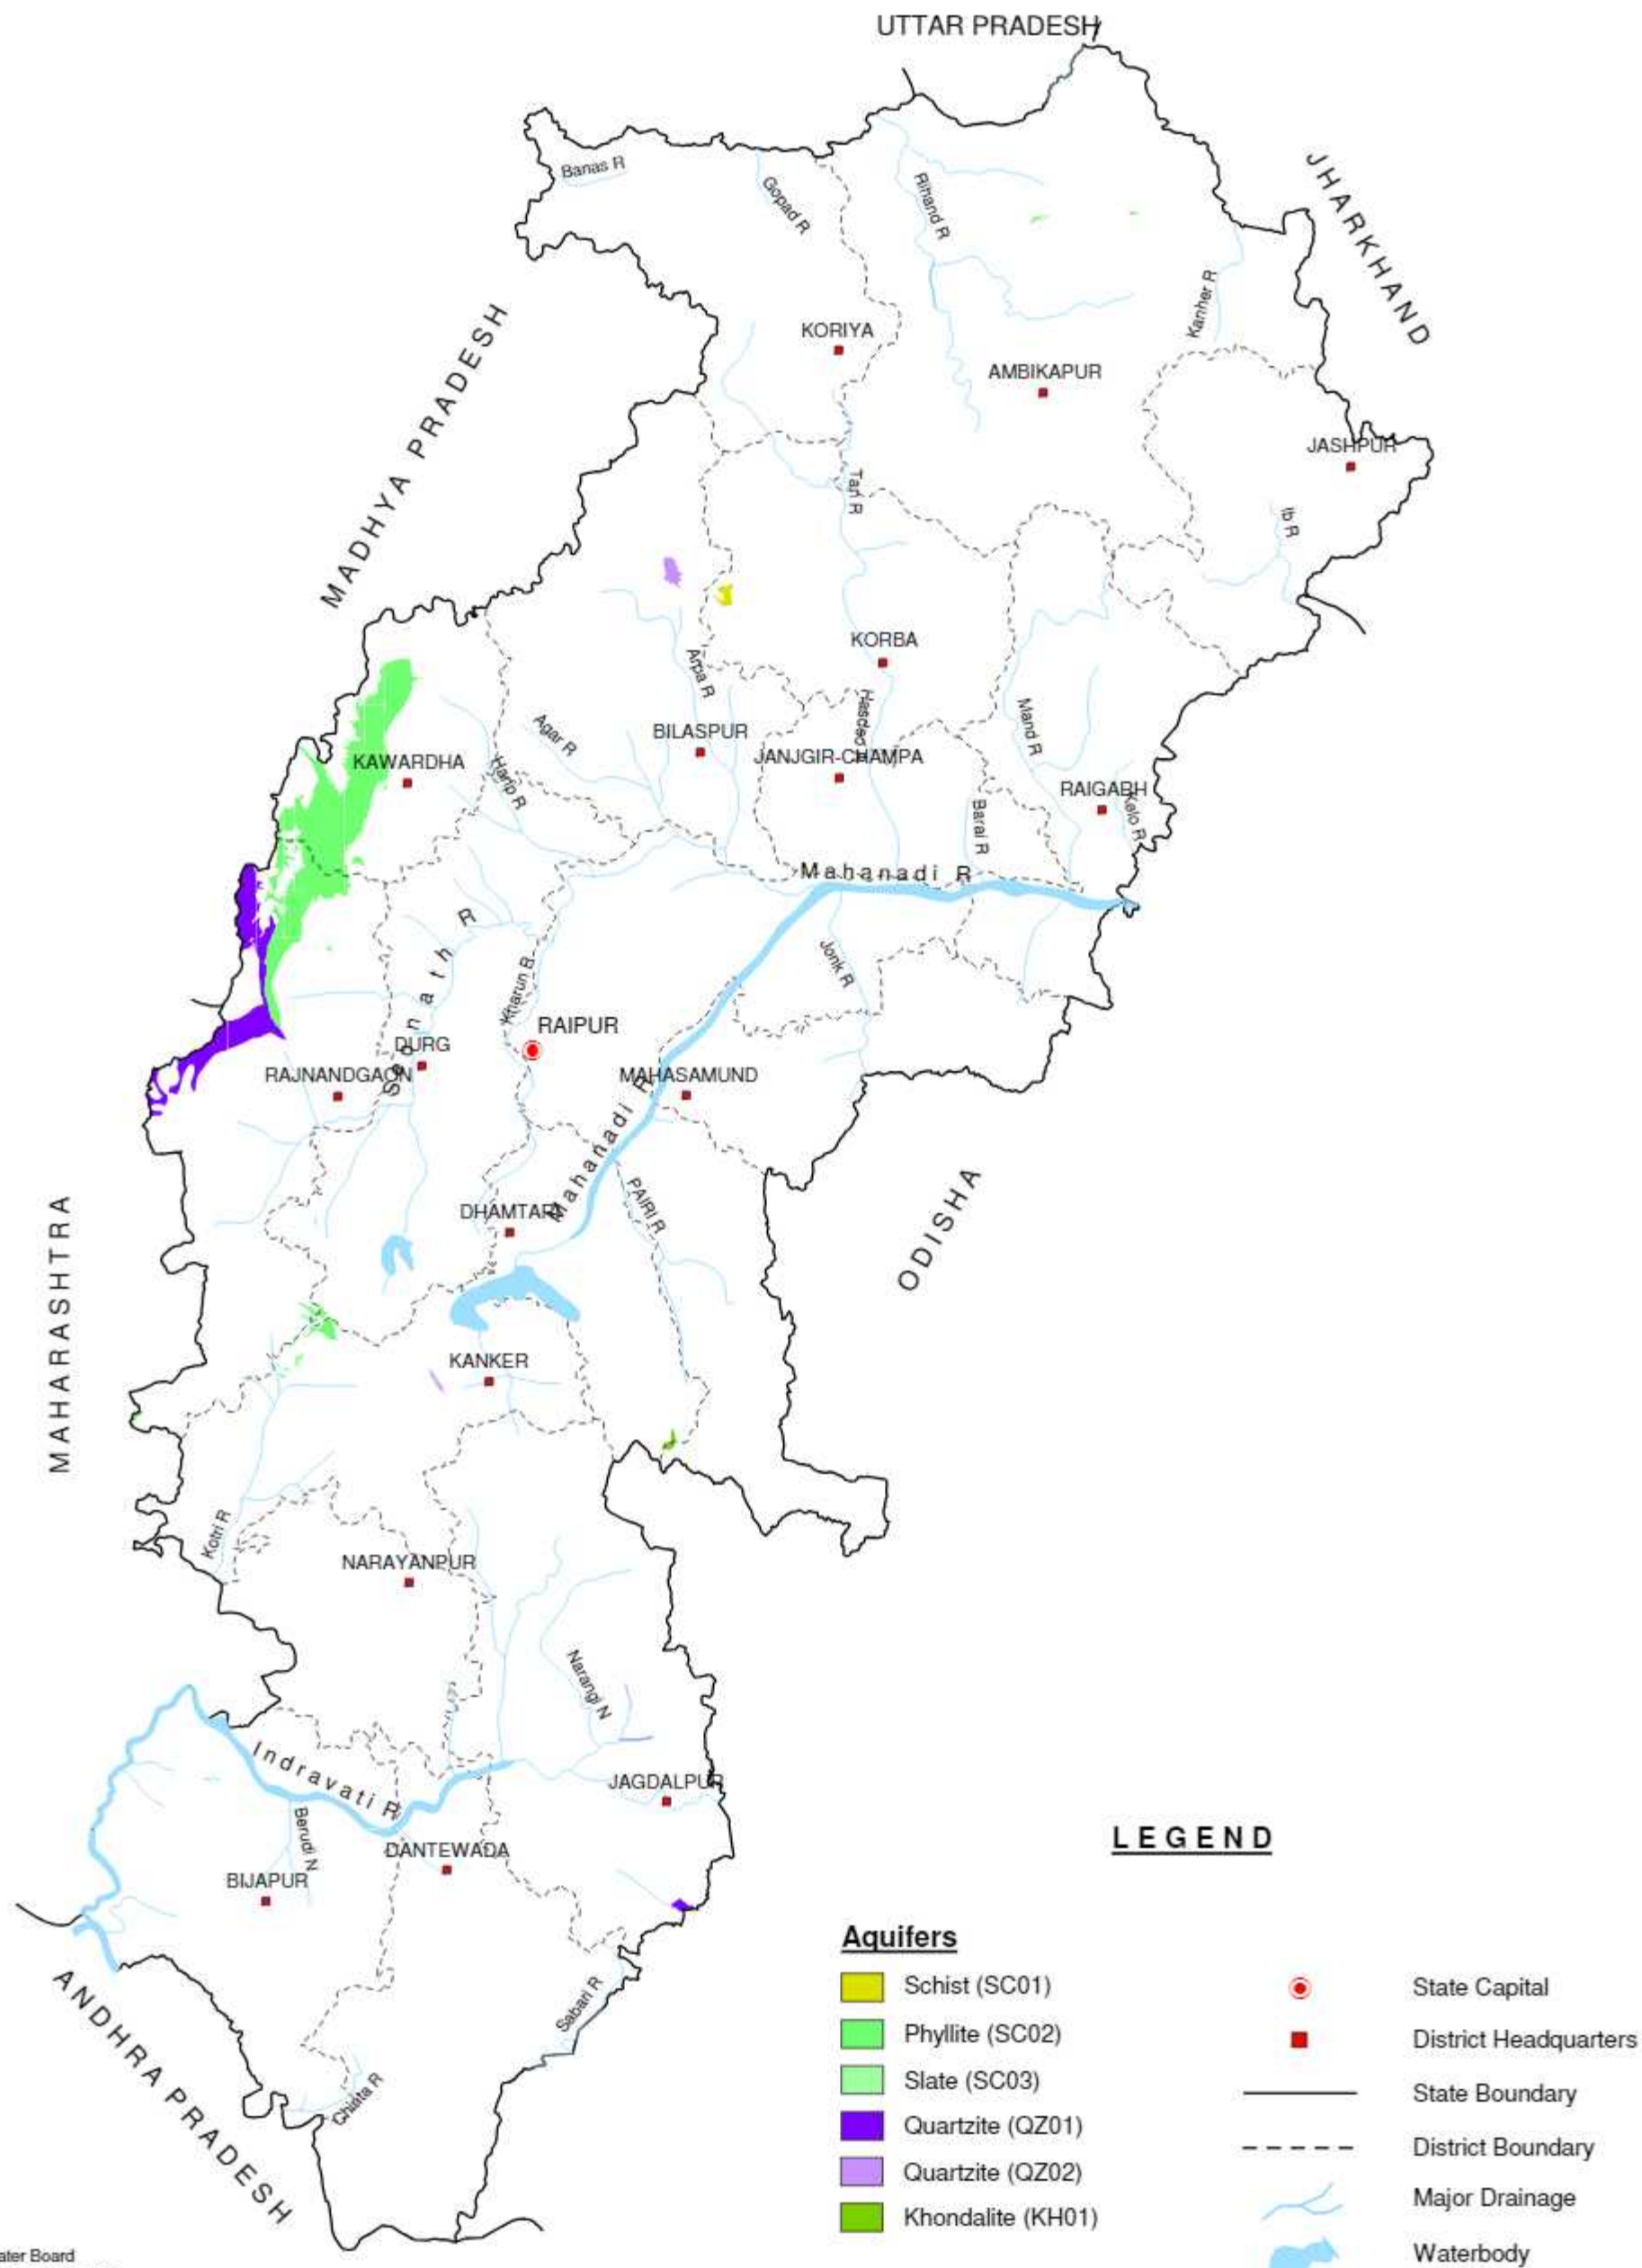 UTTAR PRADESH
JHARKHAND
Banas R
Gopad R
Rihand R
Kanher R
MADHYA PRADESH
KORIYA
AMBIKAPUR
JASHPUR
Tan R
Ib R
KORBA
Arpa R
Hasdeo R
Mand R
Agar R
BILASPUR
JANJGIR-CHAMPA
KAWARDHA
Harip R
RAIGARH
Kelo R
Barai R
Mahanadi R
Seonath R
Jonk R
Kharun R
RAIPUR
DURG
RAJNANDGAON
MAHASAMUND
Mahanadi R
PAIRI R
DHAMTARI
ODISHA
MAHARASHTRA
KANKER
Kotri R
NARAYANPUR
Narangi N
Indravati R
JAGDALPUR
Berudi N
DANTEWADA
BIJAPUR
Sabari R
ANDHRA PRADESH
LEGEND
Aquifers
Schist (SC01)
Phyllite (SC02)
Slate (SC03)
Quartzite (QZ01)
Quartzite (QZ02)
Khondalite (KH01)
State Capital
District Headquarters
State Boundary
District Boundary
Major Drainage
Waterbody
ater Board